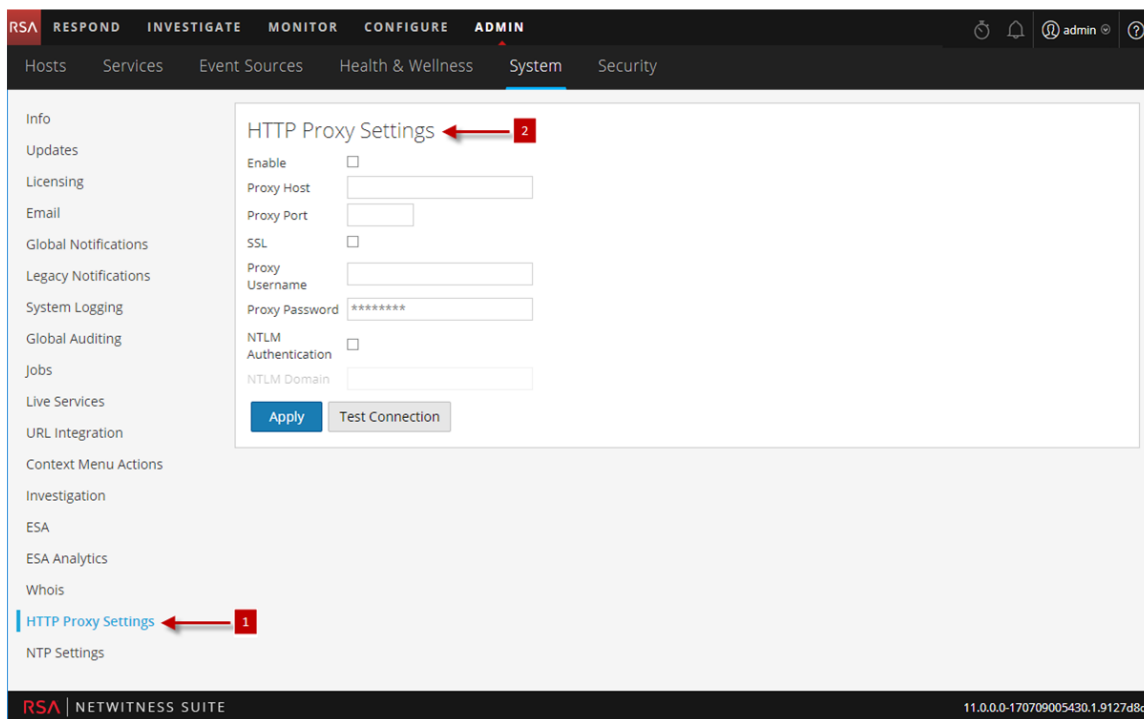 RSA RESPOND INVESTIGATE MONITOR CONFIGURE ADMIN admin ?
Hosts Services Event Sources Health & Wellness System Security
Info
Updates
Licensing
Email
Global Notifications
Legacy Notifications
System Logging
Global Auditing
Jobs
Live Services
URL Integration
Context Menu Actions
Investigation
ESA
ESA Analytics
Whois
HTTP Proxy Settings 1
NTP Settings
HTTP Proxy Settings 2
Enable
Proxy Host
Proxy Port
SSL
Proxy
Username
Proxy Password ********
NTLM
Authentication
NTLM Domain
Apply Test Connection
RSA NETWITNESS SUITE 11.0.0.0-170709005430.1.9127d8d